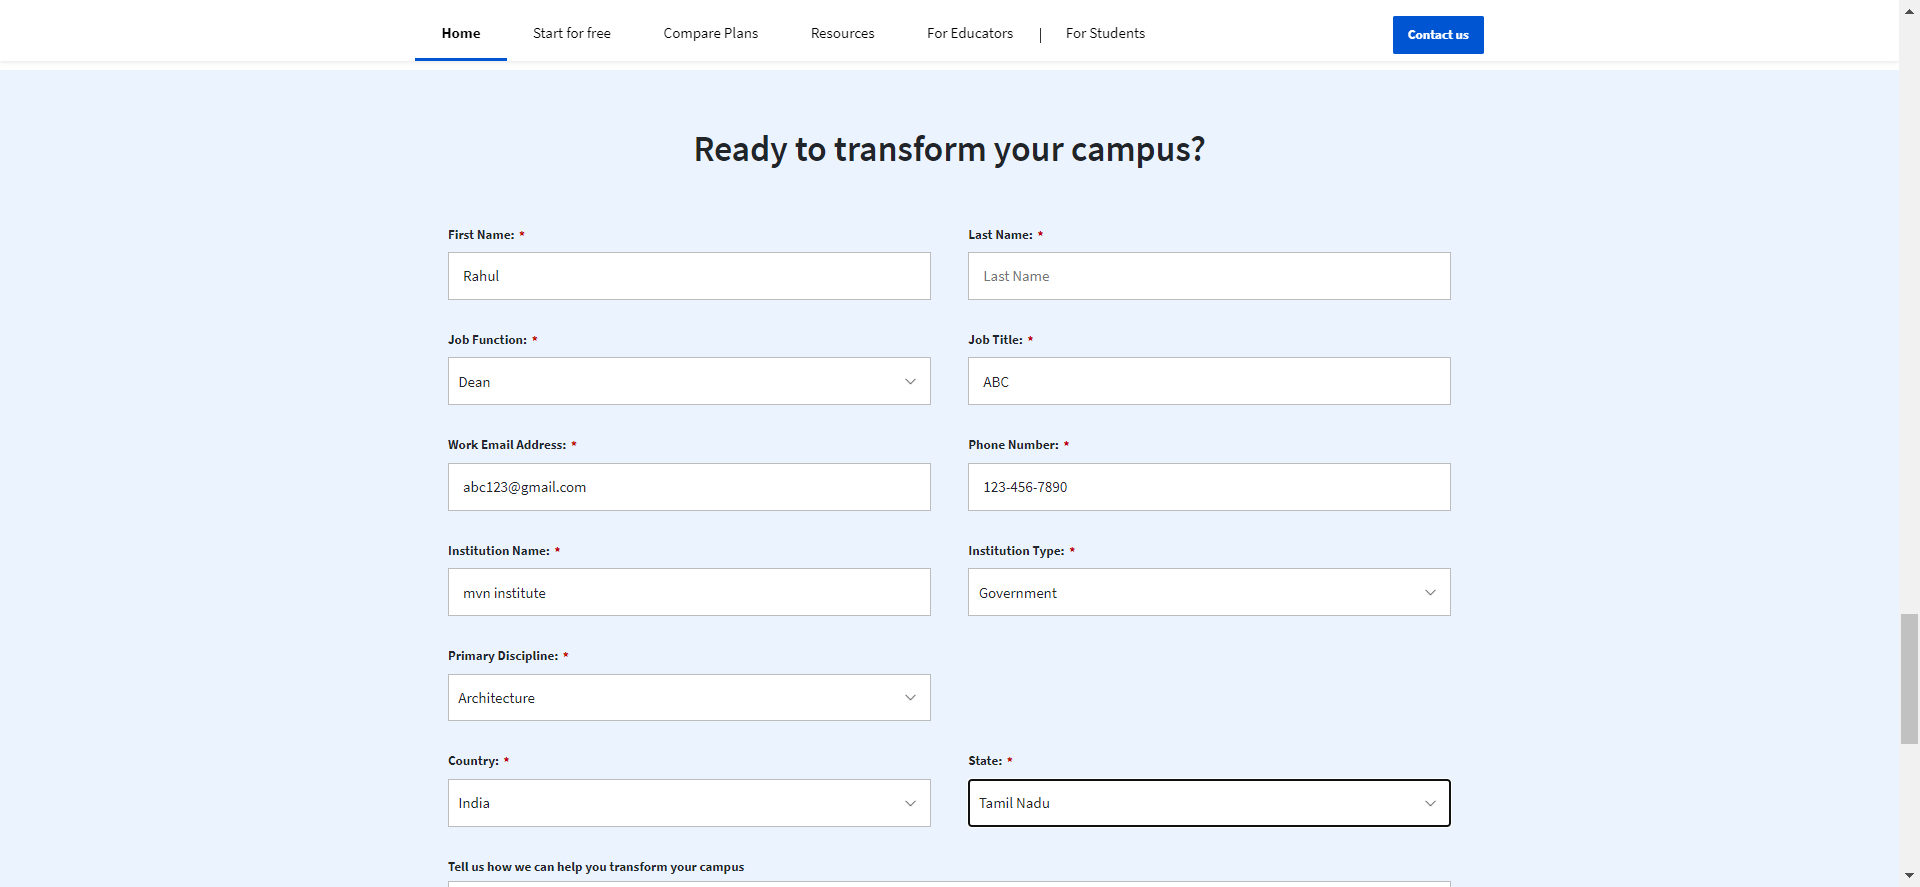 Home Start for free Compare Plans Resources For Educators | For Students Contact us
Ready to transform your campus?
First Name: * Last Name: *
Rahul Last Name
Job Function: * Job Title: *
Dean ABC
Work Email Address: * Phone Number: *
abc123@gmail.com 123-456-7890
Institution Name: * Institution Type: *
mvn institute Government
Primary Discipline: *
Architecture
Country: * State: *
India Tamil Nadu
Tell us how we can help you transform your campus